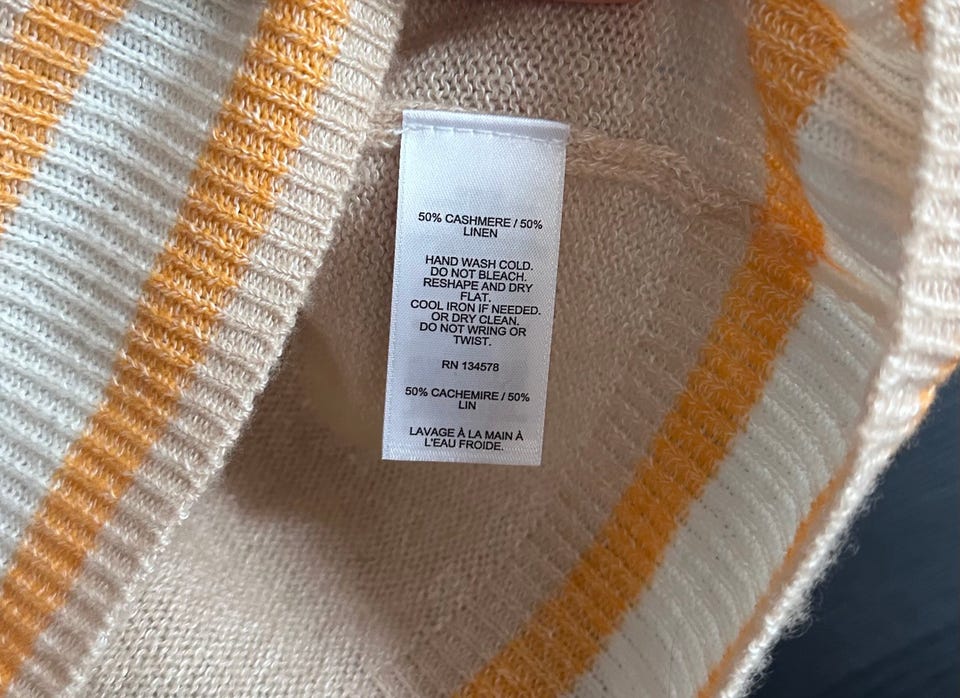 50% CASHMERE / 50%
LINEN
HAND WASH COLD.
DO NOT BLEACH.
RESHAPE AND DRY
FLAT.
COOL IRON IF NEEDED.
OR DRY CLEAN.
DO NOT WRING OR
TWIST.
RN 134578
50% CACHEMIRE / 50%
LIN
LAVAGE À LA MAIN À
L'EAU FROIDE.